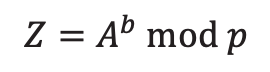 Z = A^b mod p